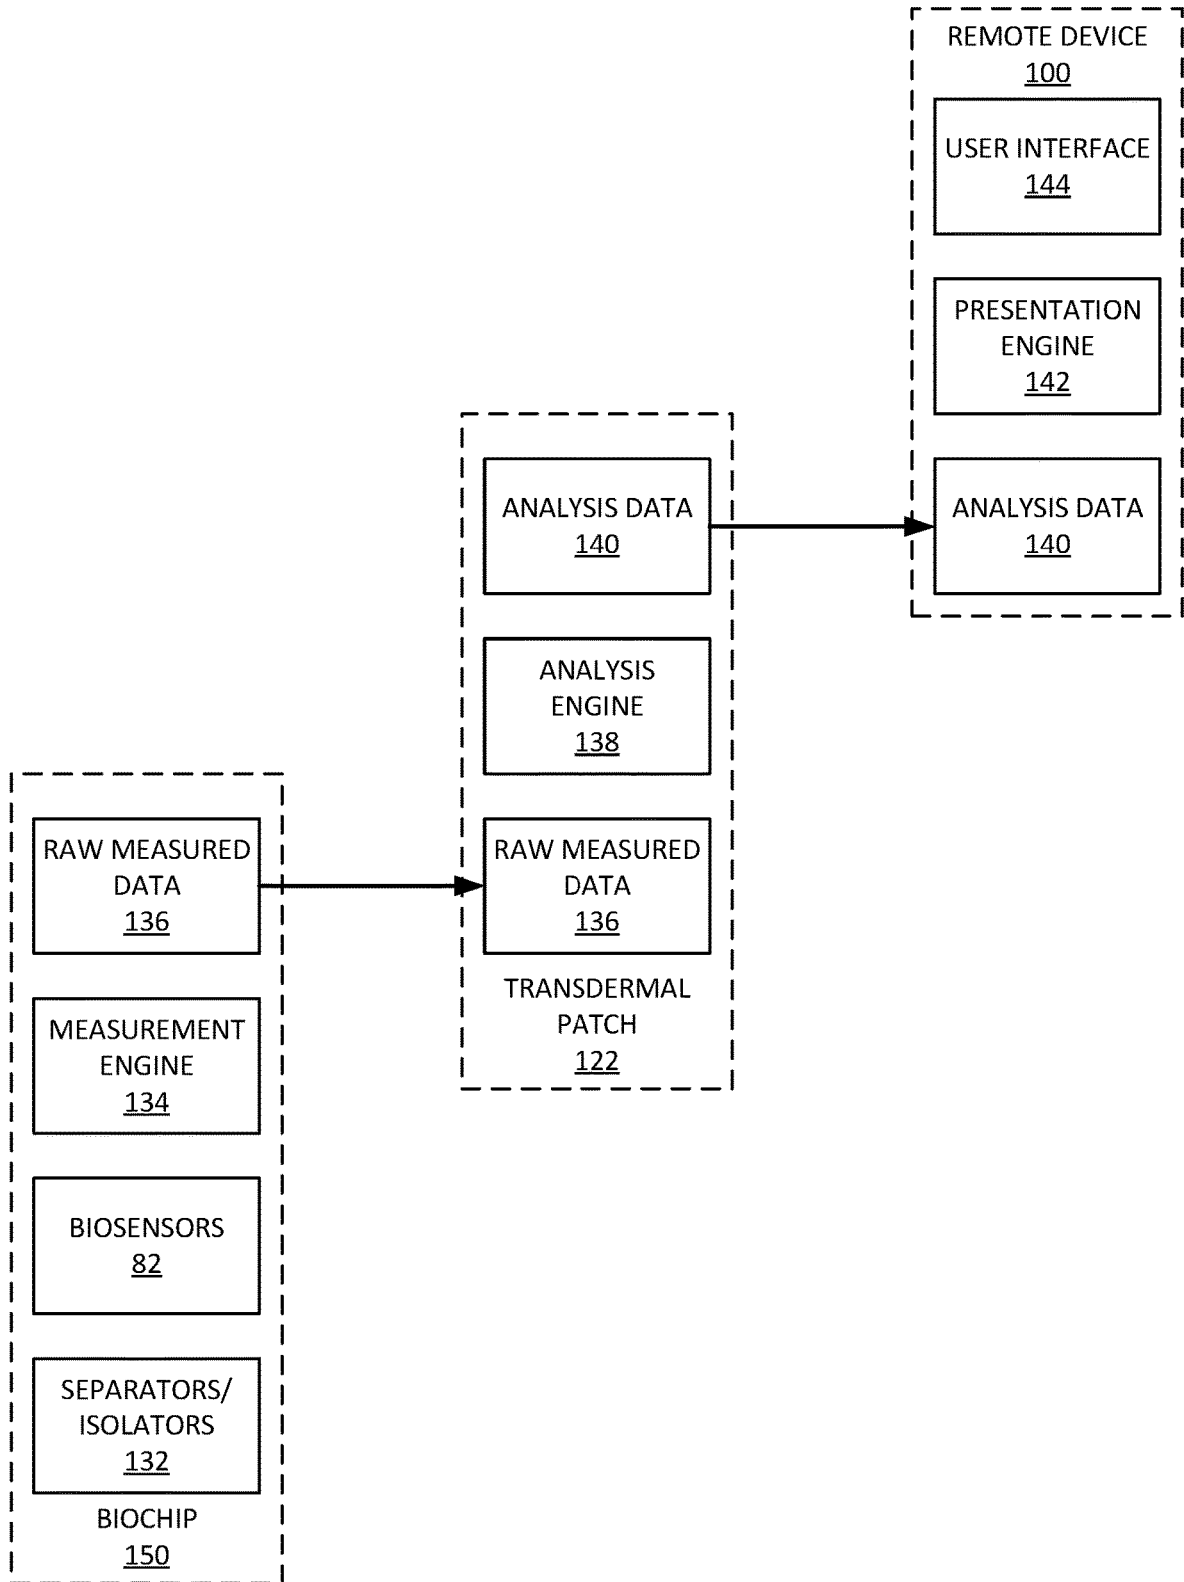 REMOTE DEVICE
100
USER INTERFACE
144
PRESENTATION
ENGINE
142
ANALYSIS DATA
140
ANALYSIS DATA
140
ANALYSIS
ENGINE
138
RAW MEASURED
DATA
136
TRANSDERMAL
PATCH
122
RAW MEASURED
DATA
136
MEASUREMENT
ENGINE
134
BIOSENSORS
82
SEPARATORS/
ISOLATORS
132
BIOCHIP
150